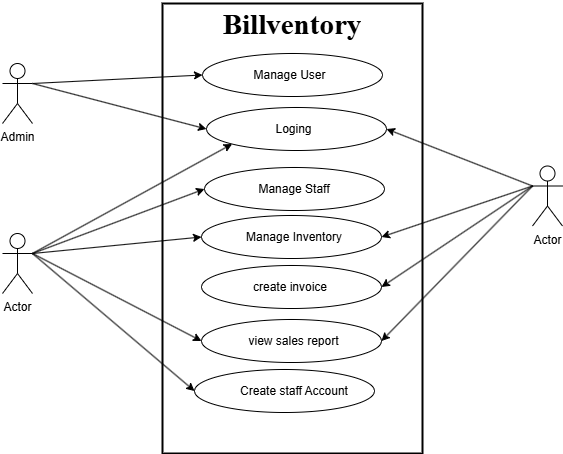 Billventory
Manage User
Loging
Admin
Manage Staff
Manage Inventory
Actor
create invoice
Actor
view sales report
Create staff Account